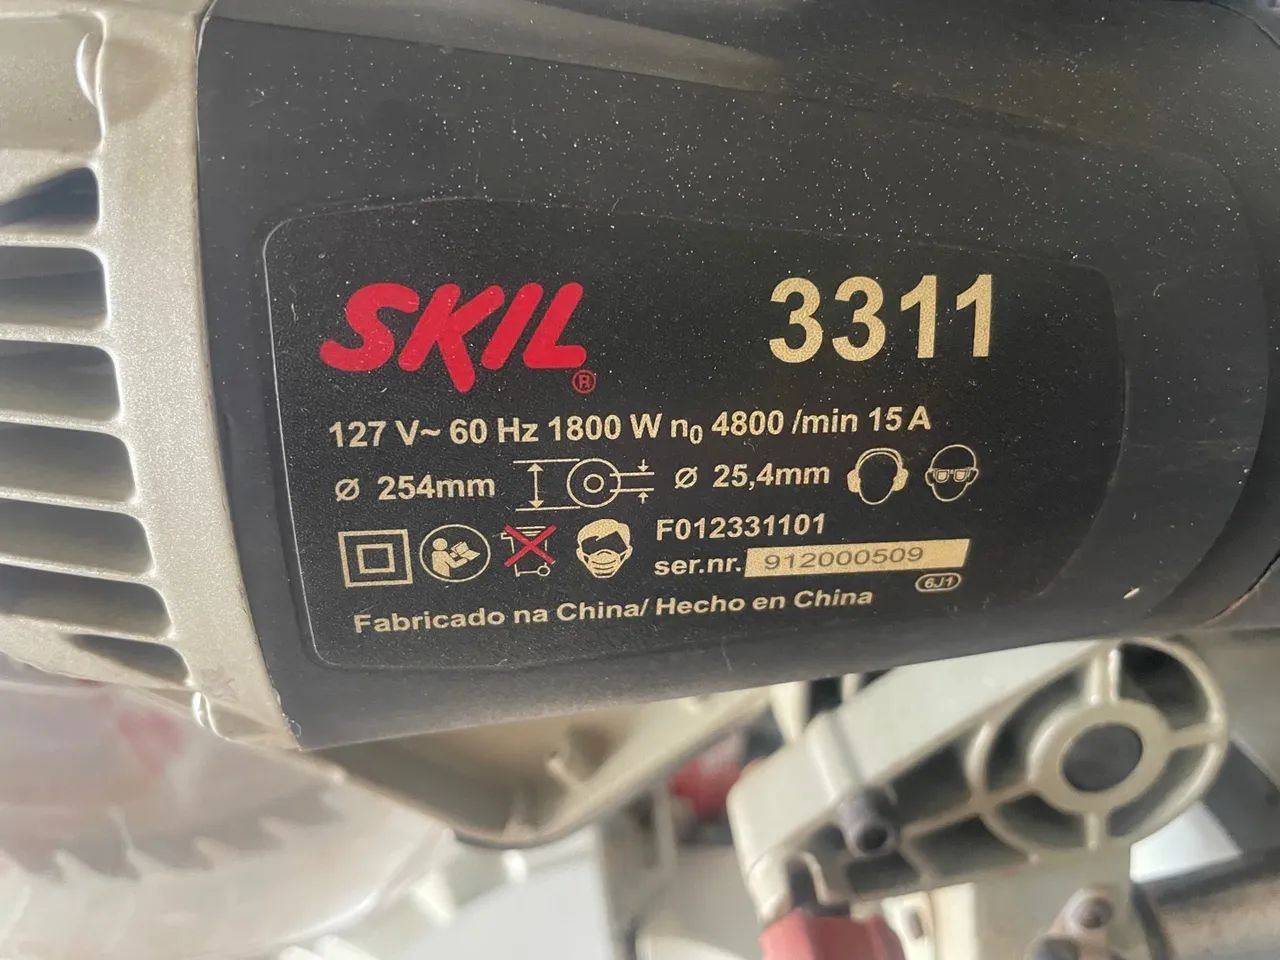 SKIL ® 3311
127 V~ 60 Hz 1800 W n₀ 4800 /min 15 A
Ø 254mm Ø 25,4mm
F012331101
ser.nr. 912000509
6J1
Fabricado na China/ Hecho en China